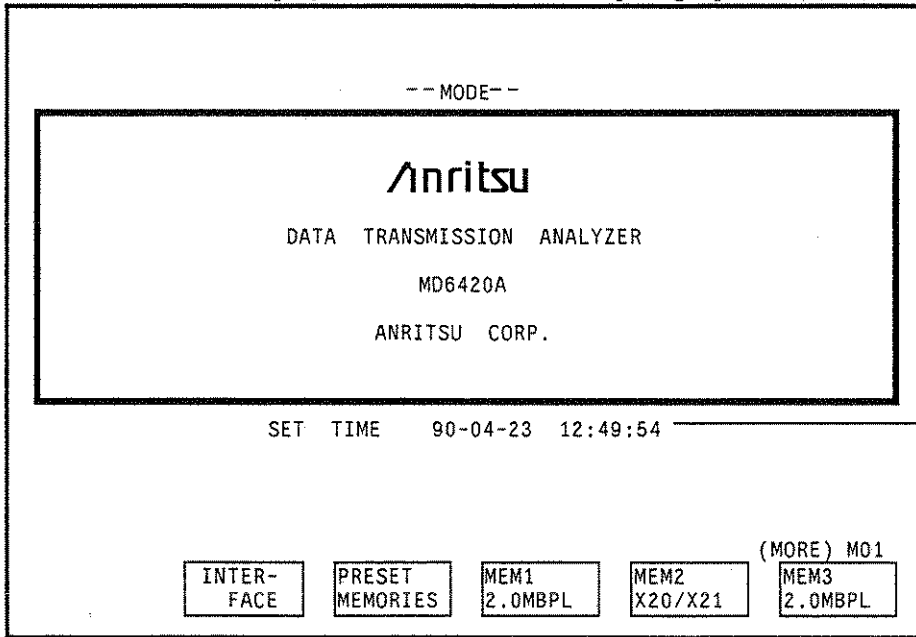 --MODE--
Anritsu
DATA TRANSMISSION ANALYZER
MD6420A
ANRITSU CORP.
SET TIME 90-04-23 12:49:54
(MORE) M01
INTER-FACE PRESET MEMORIES MEM1 2.0MBPL MEM2 X20/X21 MEM3 2.0MBPL